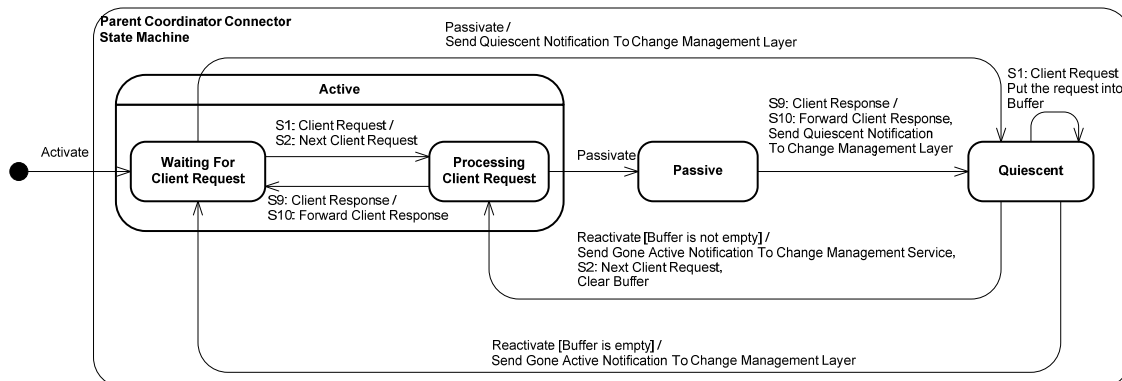 Parent Coordinator Connector
State Machine
Passivate /
Send Quiescent Notification To Change Management Layer
Active
S1: Client Request
Put the request into
Buffer
S1: Client Request /
S2: Next Client Request
S9: Client Response /
S10: Forward Client Response,
Send Quiescent Notification
To Change Management Layer
Activate
Waiting For
Client Request
Processing
Client Request
Passivate
Passive
Quiescent
S9: Client Response /
S10: Forward Client Response
Reactivate [Buffer is not empty] /
Send Gone Active Notification To Change Management Service,
S2: Next Client Request,
Clear Buffer
Reactivate [Buffer is empty] /
Send Gone Active Notification To Change Management Layer